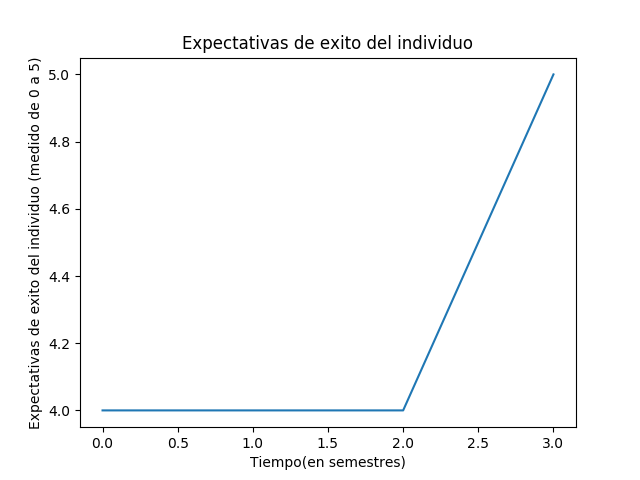 Expectativas de exito del individuo
Expectativas de exito del individuo (medido de 0 a 5)
5.0
4.8
4.6
4.4
4.2
4.0
0.0 0.5 1.0 1.5 2.0 2.5 3.0
Tiempo(en semestres)